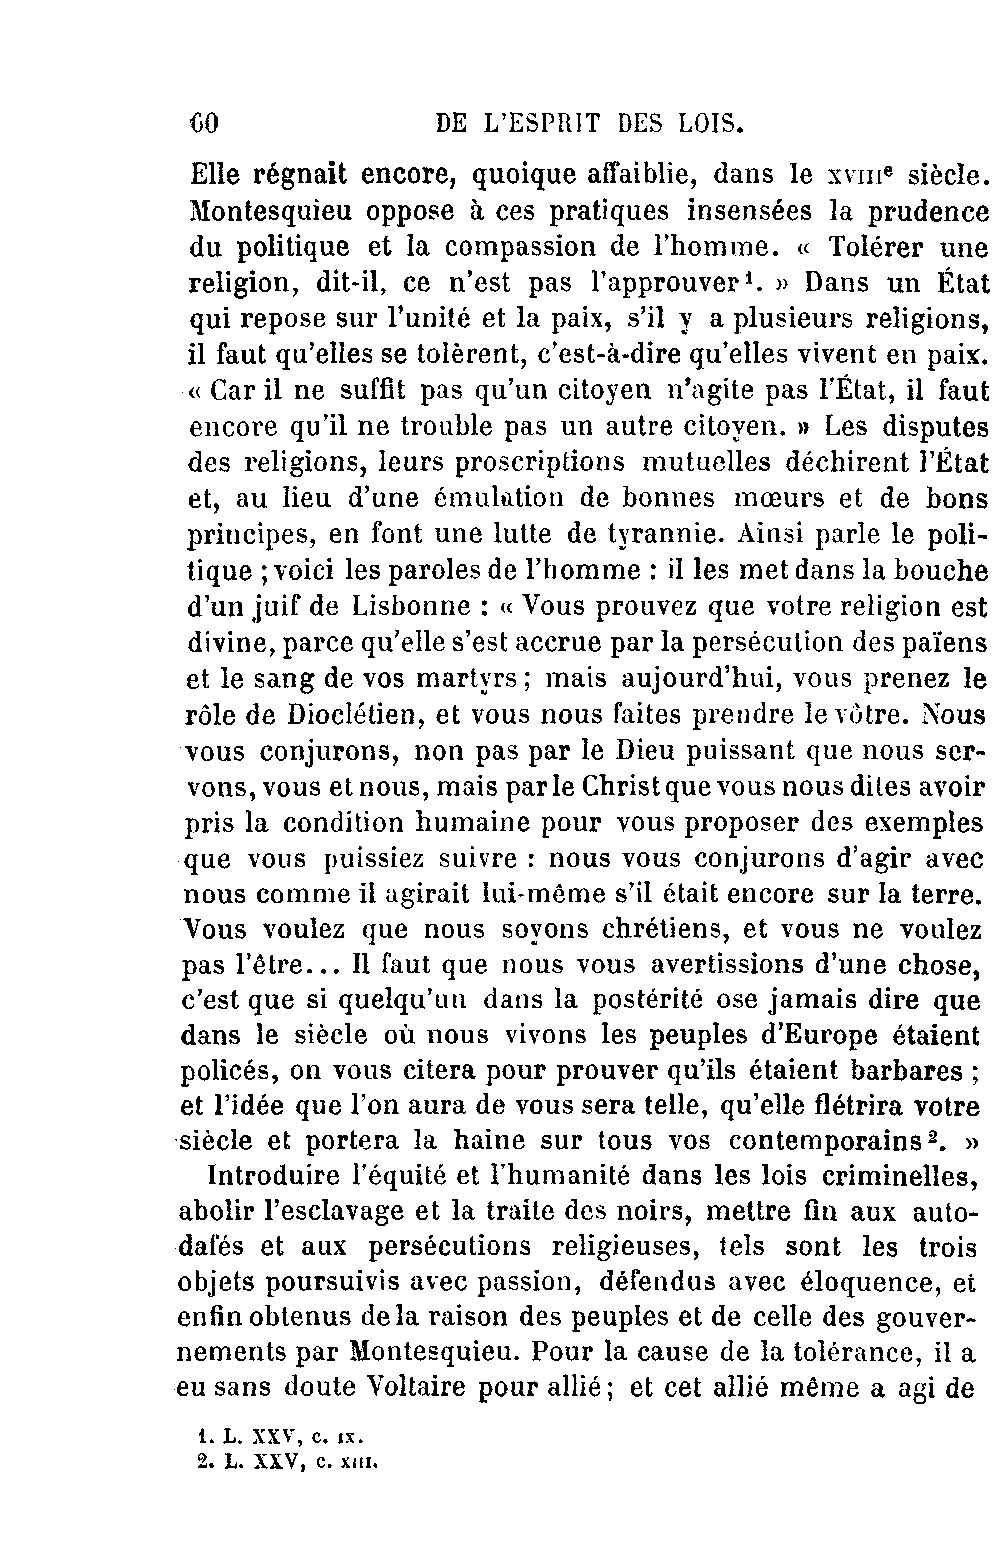 60 DE L'ESPRIT DES LOIS.
Elle régnait encore, quoique affaiblie, dans le XVIIIe siècle.
Montesquieu oppose à ces pratiques insensées la prudence
du politique et la compassion de l'homme. « Tolérer une
religion, dit-il, ce n'est pas l'approuver¹. » Dans un État
qui repose sur l'unité et la paix, s'il y a plusieurs religions,
il faut qu'elles se tolèrent, c'est-à-dire qu'elles vivent en paix.
« Car il ne suffit pas qu'un citoyen n'agite pas l'État, il faut
encore qu'il ne trouble pas un autre citoyen. » Les disputes
des religions, leurs proscriptions mutuelles déchirent l'État
et, au lieu d'une émulation de bonnes mœurs et de bons
principes, en font une lutte de tyrannie. Ainsi parle le poli-
tique ; voici les paroles de l'homme : il les met dans la bouche
d'un juif de Lisbonne : « Vous prouvez que votre religion est
divine, parce qu'elle s'est accrue par la persécution des païens
et le sang de vos martyrs ; mais aujourd'hui, vous prenez le
rôle de Dioclétien, et vous nous faites prendre le vôtre. Nous
vous conjurons, non pas par le Dieu puissant que nous ser-
vons, vous et nous, mais par le Christ que vous nous dites avoir
pris la condition humaine pour vous proposer des exemples
que vous puissiez suivre : nous vous conjurons d'agir avec
nous comme il agirait lui-même s'il était encore sur la terre.
Vous voulez que nous soyons chrétiens, et vous ne voulez
pas l'être... Il faut que nous vous avertissions d'une chose,
c'est que si quelqu'un dans la postérité ose jamais dire que
dans le siècle où nous vivons les peuples d'Europe étaient
policés, on vous citera pour prouver qu'ils étaient barbares ;
et l'idée que l'on aura de vous sera telle, qu'elle flétrira votre
siècle et portera la haine sur tous vos contemporains². »
Introduire l'équité et l'humanité dans les lois criminelles,
abolir l'esclavage et la traite des noirs, mettre fin aux auto-
dafés et aux persécutions religieuses, tels sont les trois
objets poursuivis avec passion, défendus avec éloquence, et
enfin obtenus de la raison des peuples et de celle des gouver-
nements par Montesquieu. Pour la cause de la tolérance, il a
eu sans doute Voltaire pour allié ; et cet allié même a agi de
1. L. XXV, c. IX.
2. L. XXV, c. XIII.